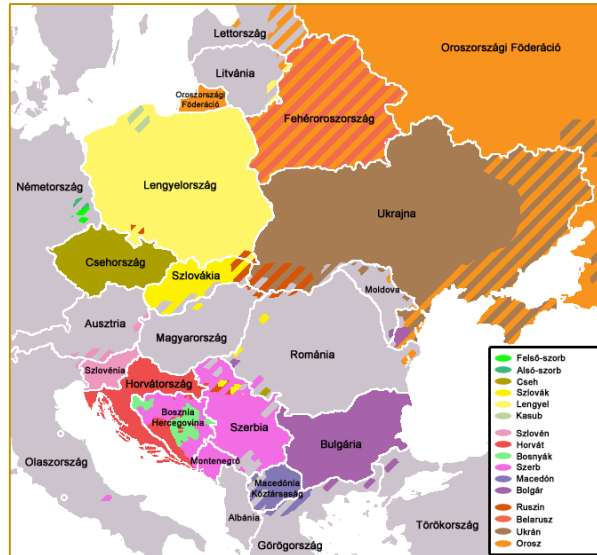 Lettország
Oroszországi Föderáció
Litvánia
Oroszországi
Föderáció
Fehéroroszország
Németország
Lengyelország
Ukrajna
Csehország
Szlovákia
Moldova
Ausztria
Magyarország
Románia
Szlovénia
Horvátország
Bosznia
Hercegovina
Szerbia
Bulgária
Montenegró
Olaszország
Macedónia
Köztársaság
Albánia
Törökország
Görögország
Felső-szorb
Alsó-szorb
Cseh
Szlovák
Lengyel
Kasub
Szlovén
Horvát
Bosnyák
Szerb
Macedón
Bolgár
Ruszin
Belarusz
Ukrán
Orosz